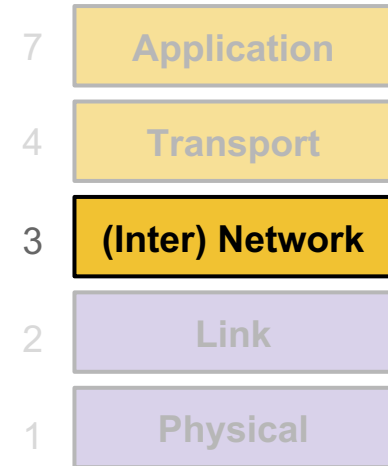 7 Application
4 Transport
3 (Inter) Network
2 Link
1 Physical